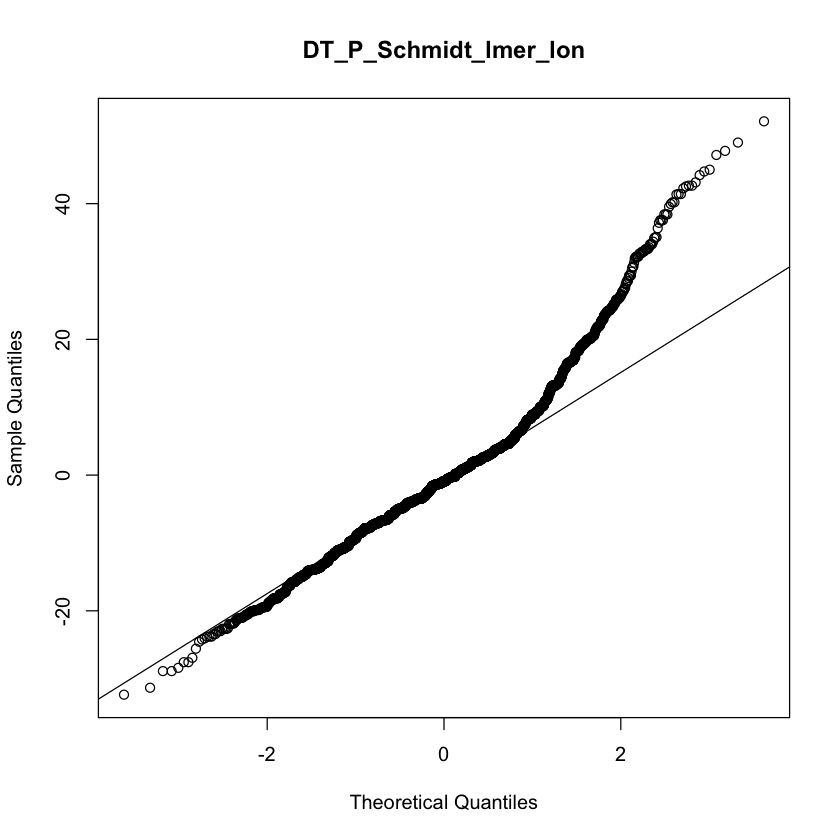 DT_P_Schmidt_lmer_lon
Sample Quantiles
40
20
0
-20
-2
0
2
Theoretical Quantiles